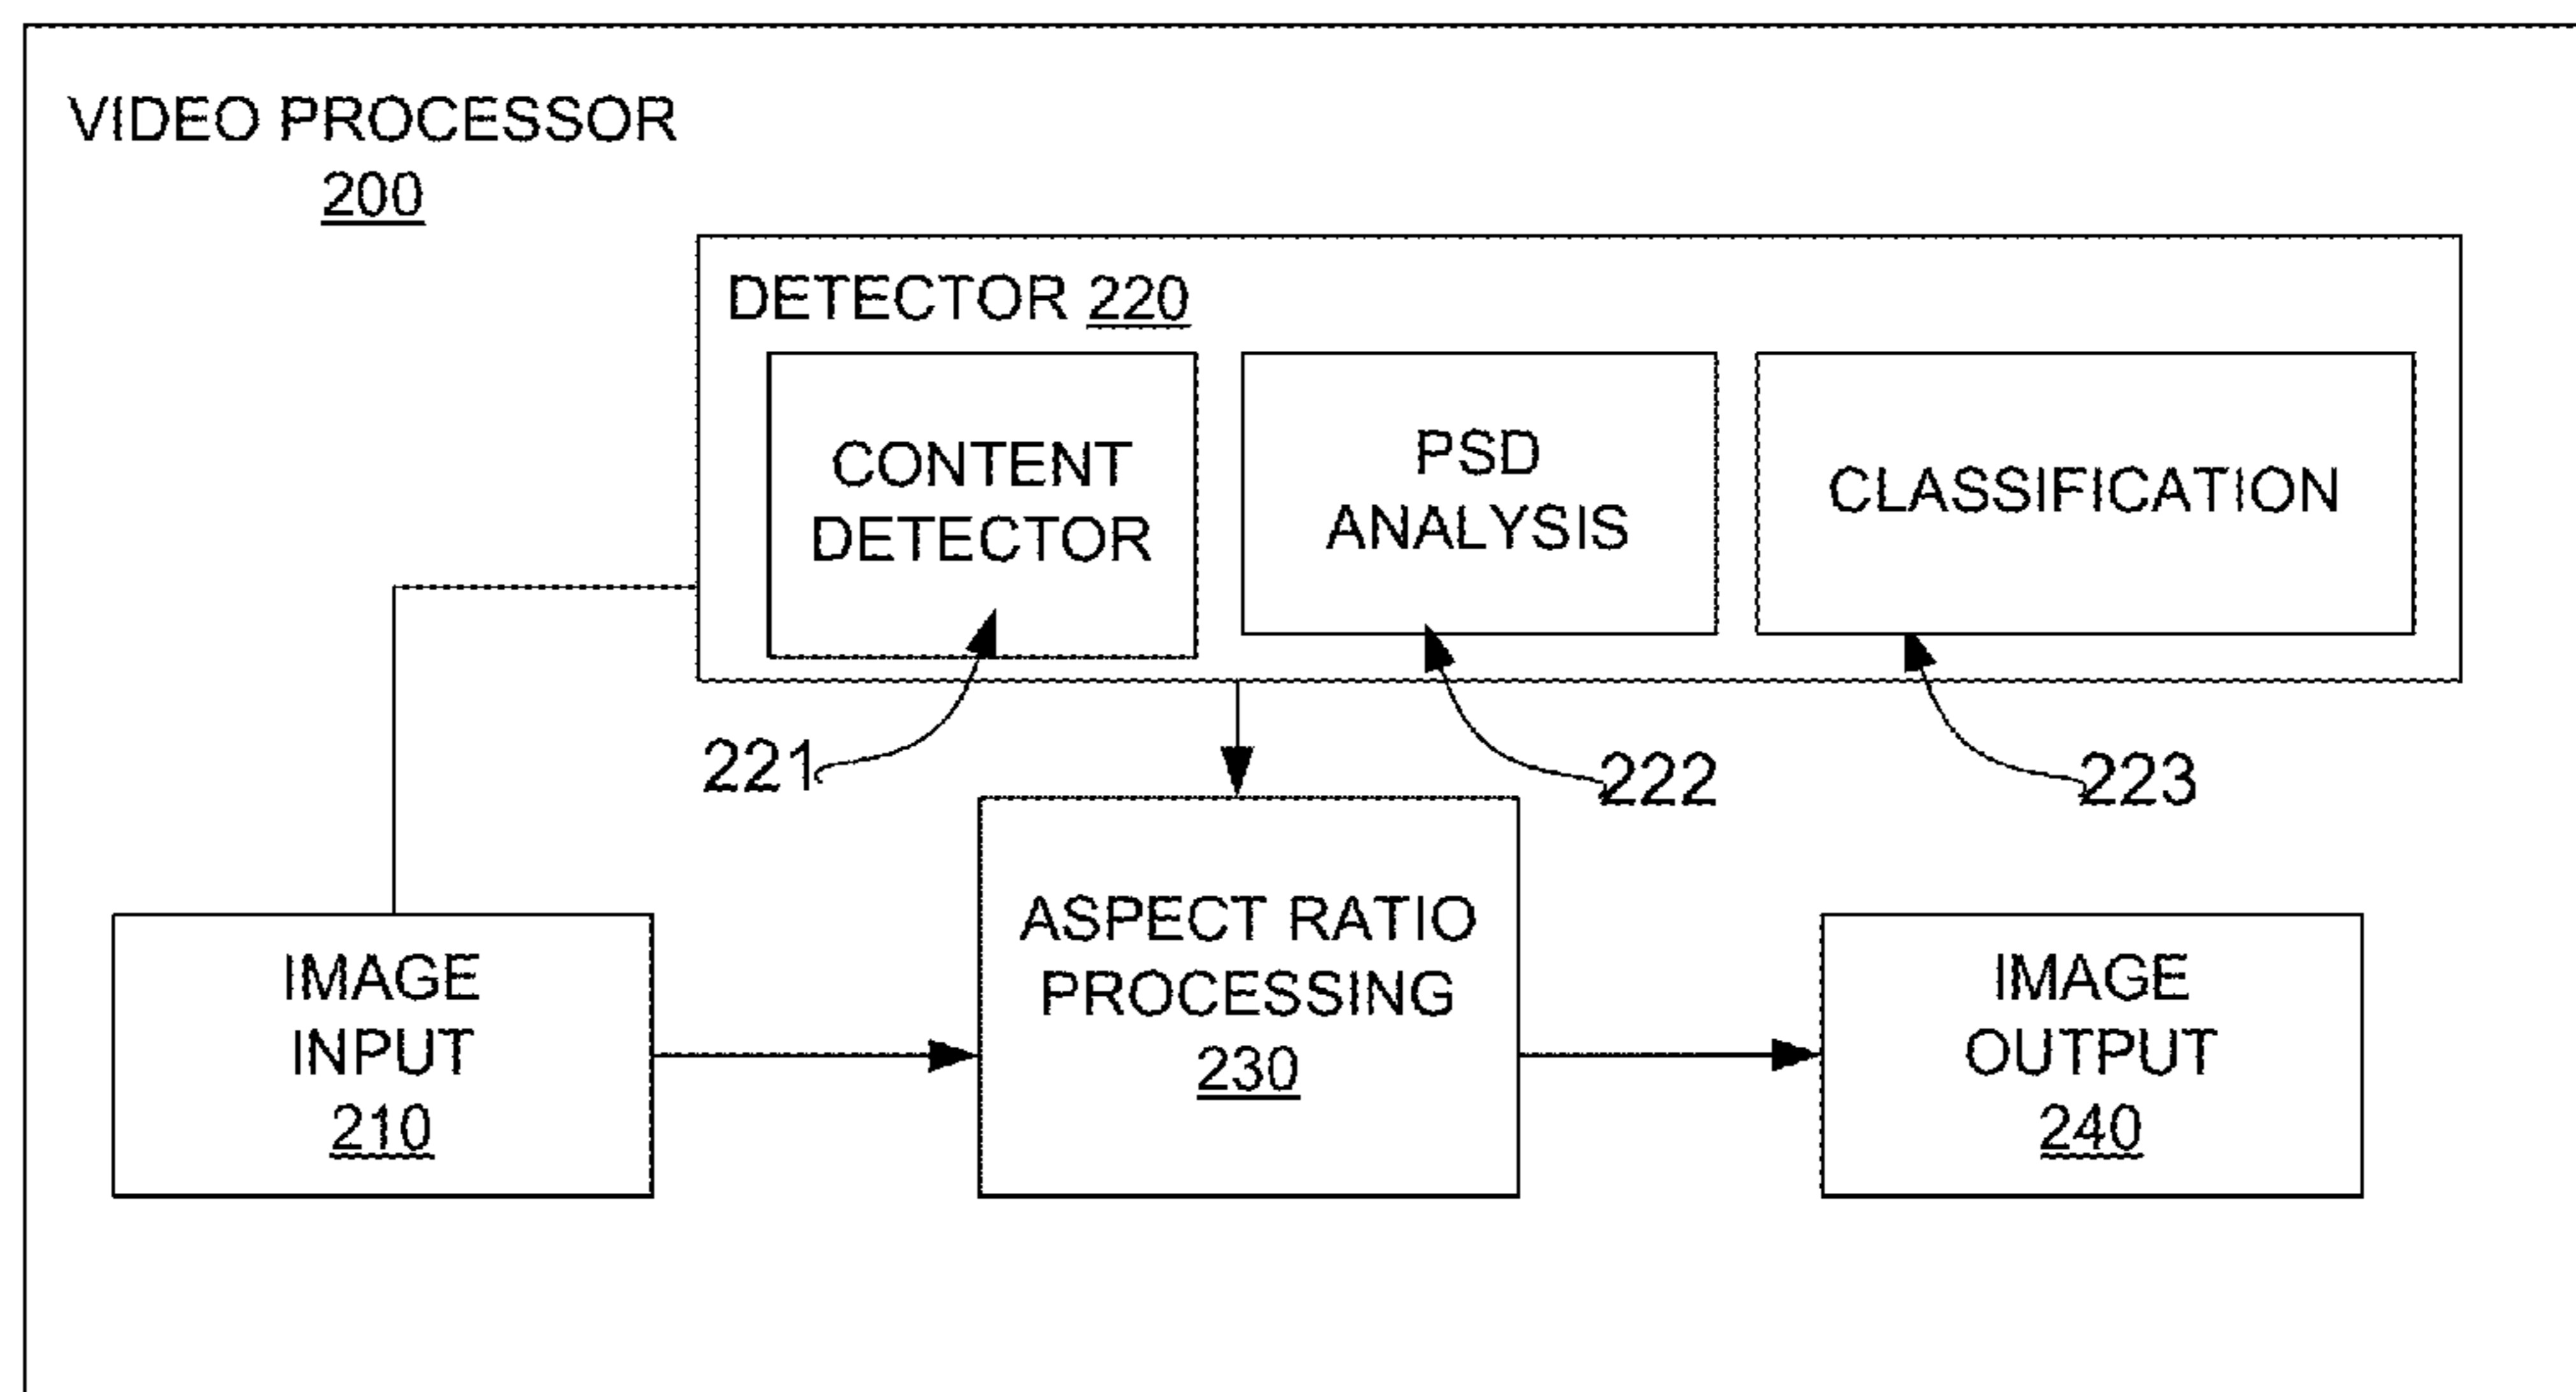 VIDEO PROCESSOR
200
DETECTOR 220
CONTENT
DETECTOR
PSD
ANALYSIS
CLASSIFICATION
221
222
223
IMAGE
INPUT
210
ASPECT RATIO
PROCESSING
230
IMAGE
OUTPUT
240